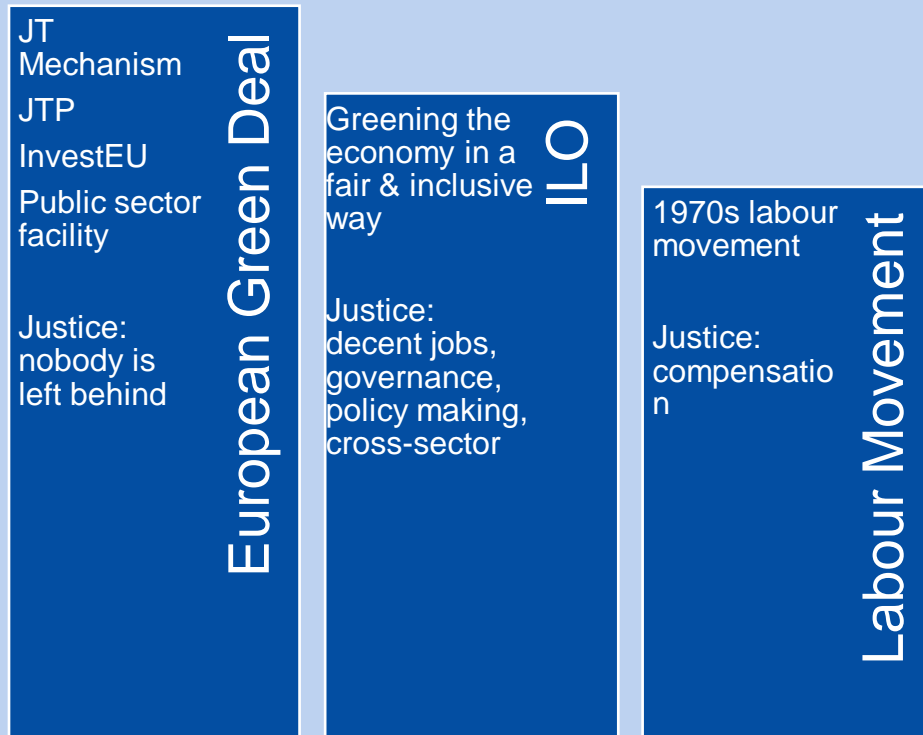 JT
Mechanism
JTP
InvestEU
Public sector
facility
Justice:
nobody is
left behind
European Green Deal
Greening the
economy in a
fair & inclusive
way
Justice:
decent jobs,
governance,
policy making,
cross-sector
ILO
1970s labour
movement
Justice:
compensatio
n
Labour Movement